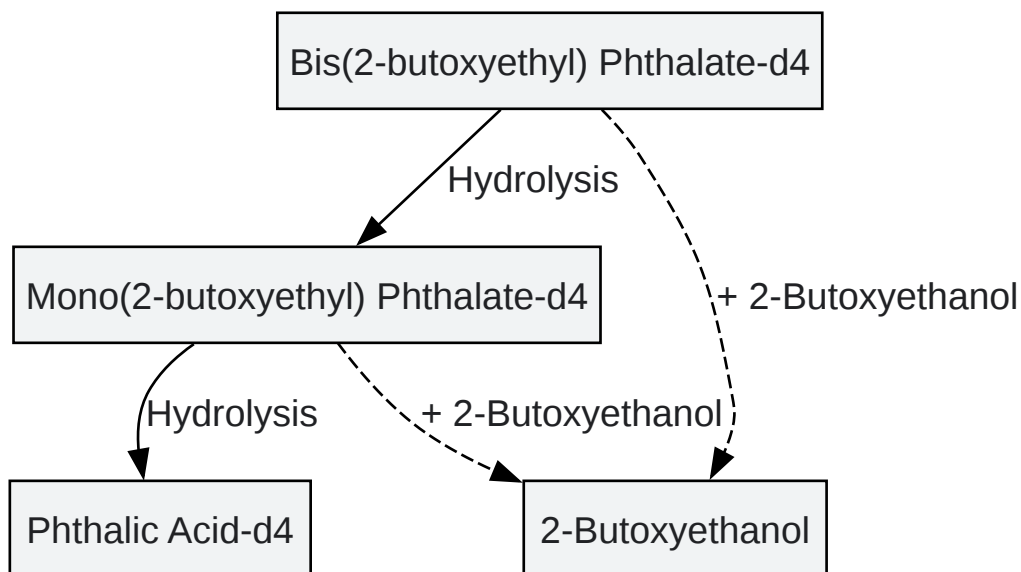 Bis(2-butoxyethyl) Phthalate-d4
Hydrolysis
Mono(2-butoxyethyl) Phthalate-d4
+ 2-Butoxyethanol
Hydrolysis
+ 2-Butoxyethanol
Phthalic Acid-d4
2-Butoxyethanol